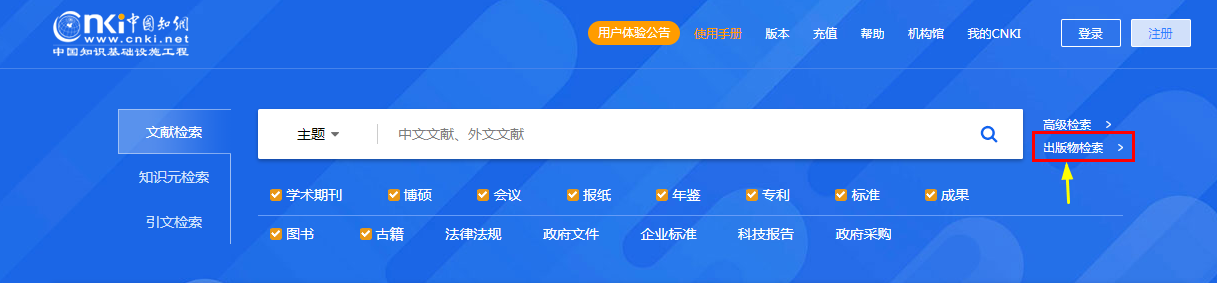 Cnki中国知网
www.cnki.net
中国知识基础设施工程
用户体验公告 使用手册 版本 充值 帮助 机构馆 我的CNKI 登录 注册
文献检索 主题 中文文献、外文文献 高级检索 >
出版物检索 >
知识元检索
学术期刊 博硕 会议 报纸 年鉴 专利 标准 成果
引文检索
图书 古籍 法律法规 政府文件 企业标准 科技报告 政府采购